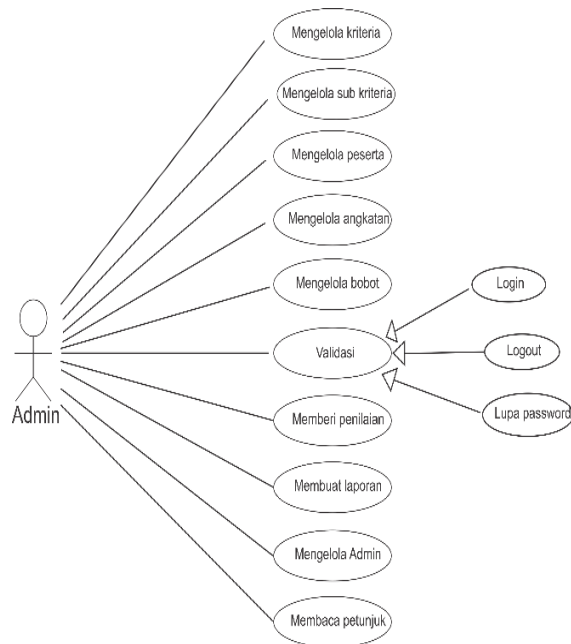 Mengelola kriteria
Mengelola sub kriteria
Mengelola peserta
Mengelola angkatan
Mengelola bobot
Login
Validasi
Logout
Admin
Lupa password
Memberi penilaian
Membuat laporan
Mengelola Admin
Membaca petunjuk